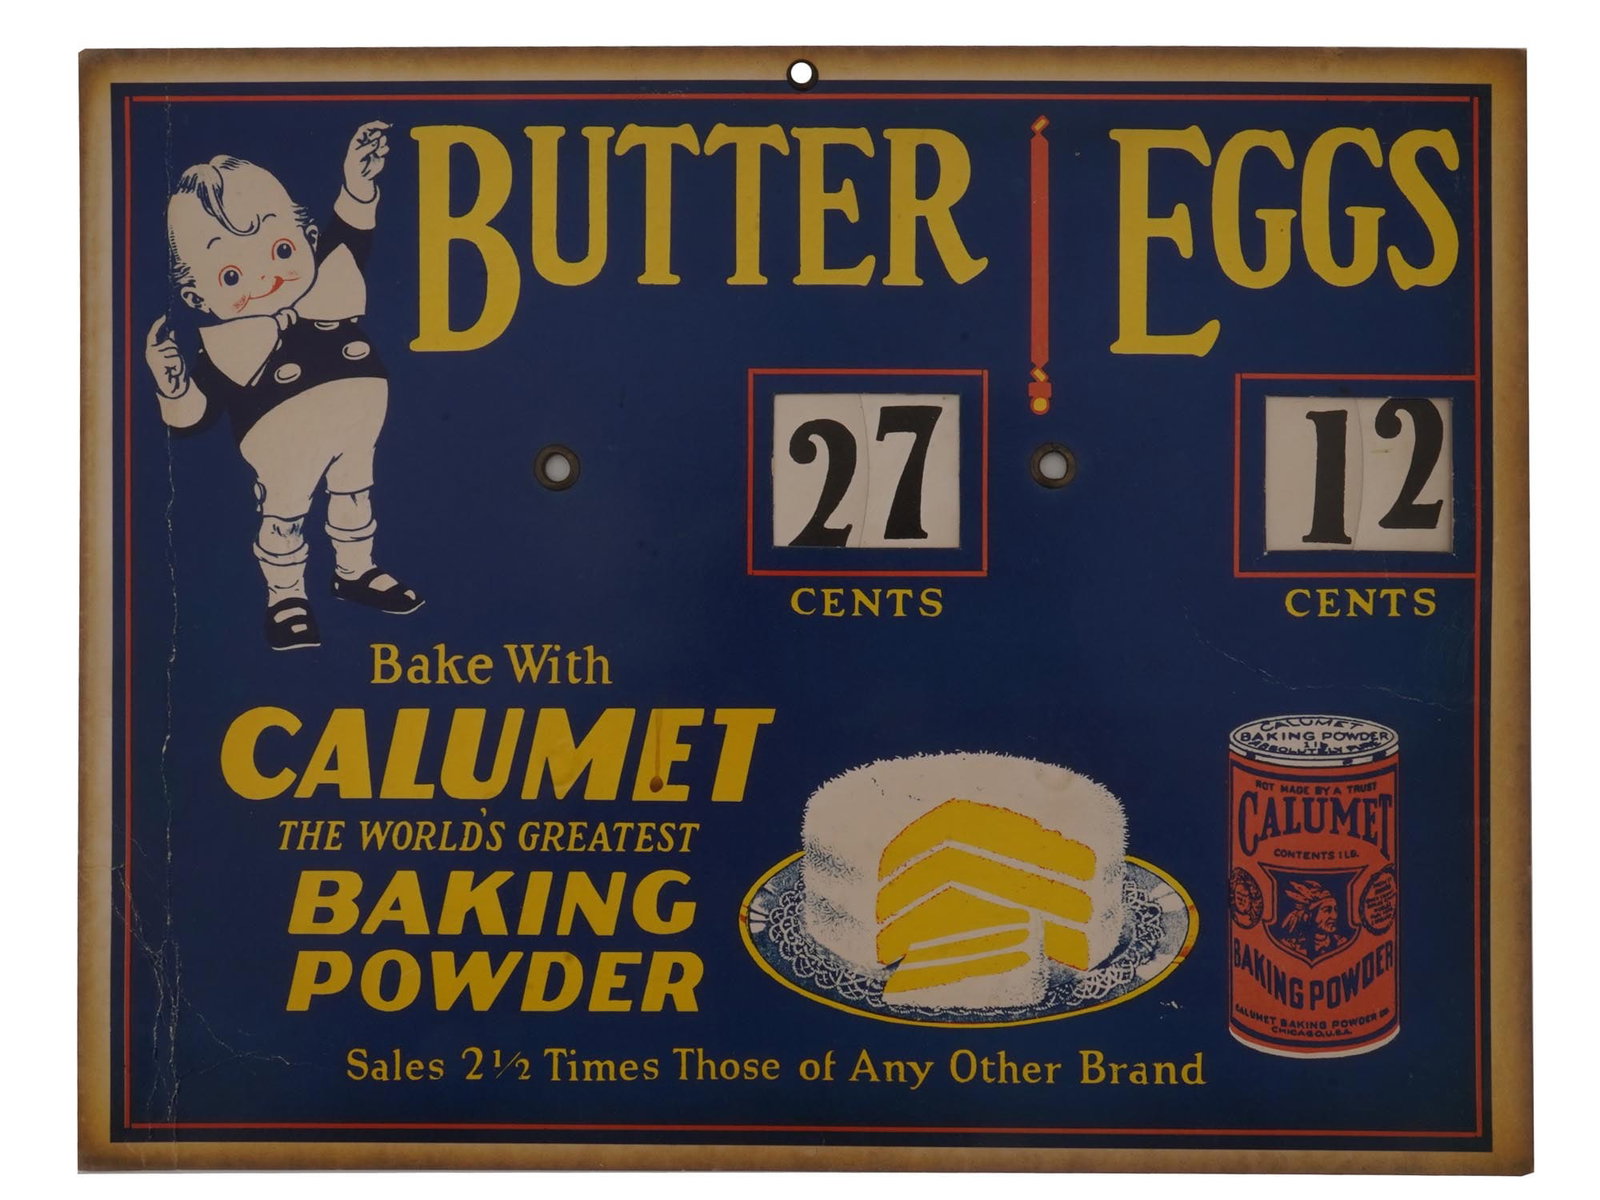 BUTTER EGGS
27 12
CENTS CENTS
Bake With
CALUMET
THE WORLD'S GREATEST
BAKING
POWDER
Sales 2½ Times Those of Any Other Brand
CALUMET
BAKING POWDER
ABSOLUTELY PURE
NOT MADE BY A TRUST
CALUMET
CONTENTS 1 LB.
BAKING POWDER
CALUMET BAKING POWDER CO.
CHICAGO, U.S.A.